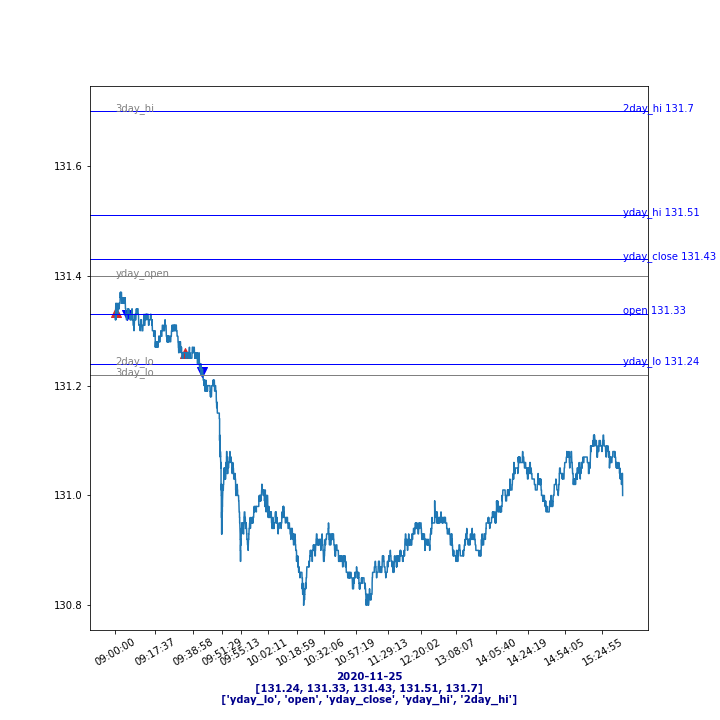 3day_hi
2day_hi 131.7
131.6
yday_hi 131.51
yday_close 131.43
131.4
yday_open
open 131.33
2day_lo
yday_lo 131.24
3day_lo
131.2
131.0
130.8
09:00:00
09:17:37
09:38:58
09:51:29
09:55:13
10:02:11
10:18:59
10:32:06
10:57:19
11:29:13
12:20:02
13:08:07
14:05:40
14:24:19
14:54:05
15:24:55
2020-11-25
[131.24, 131.33, 131.43, 131.51, 131.7]
['yday_lo', 'open', 'yday_close', 'yday_hi', '2day_hi']